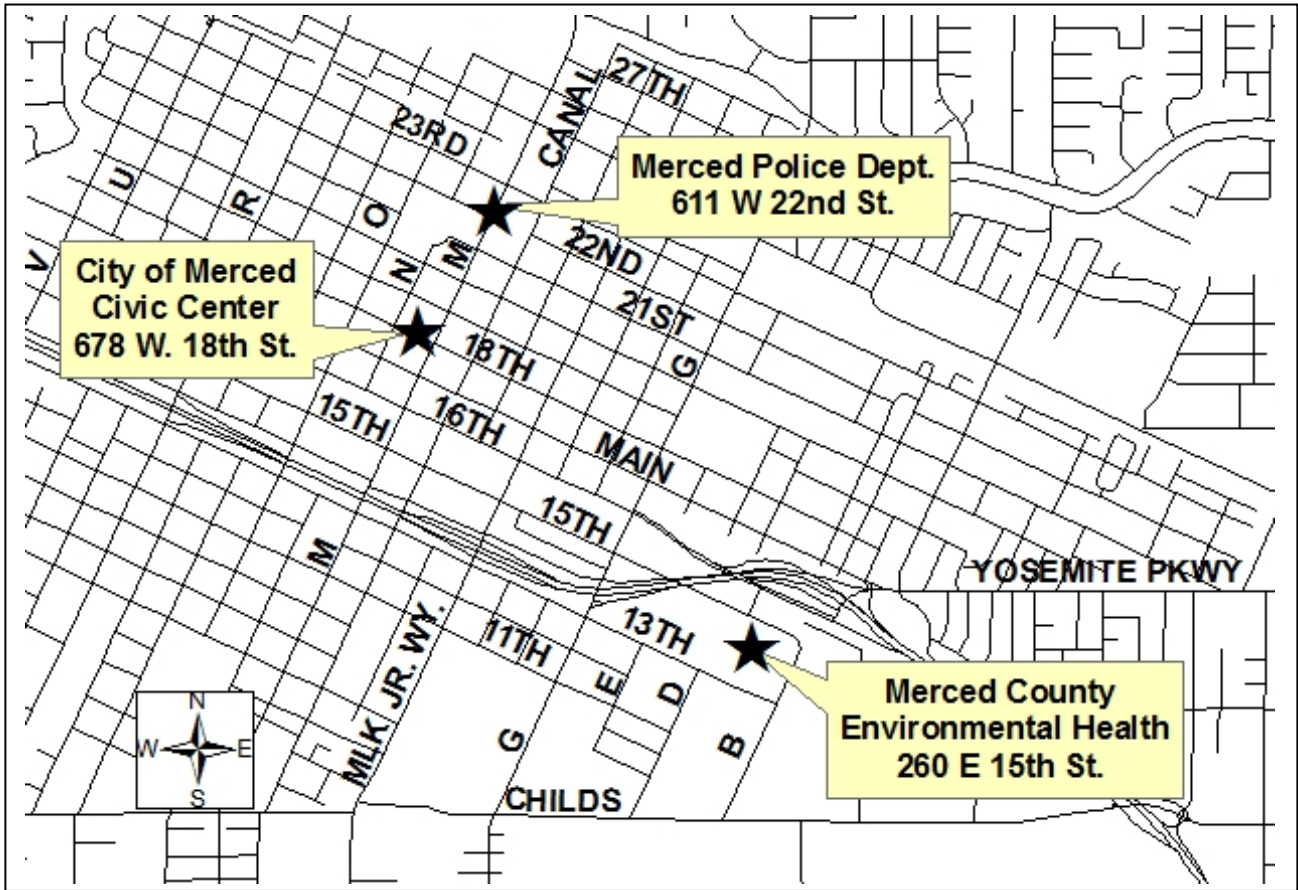 27TH
CANAL
23RD
Merced Police Dept.
611 W 22nd St.
U
R
O
N
M
V
22ND
City of Merced
Civic Center
678 W. 18th St.
21ST
G
18TH
15TH
16TH
MAIN
15TH
M
YOSEMITE PKWY
MLK JR. WY.
11TH
13TH
E
D
B
G
Merced County
Environmental Health
260 E 15th St.
CHILDS
N
W
E
S